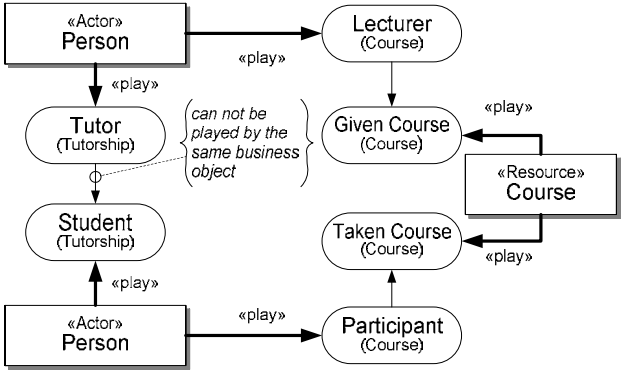 «Actor»
Person
«play»
Lecturer
(Course)
«play»
Tutor
(Tutorship)
can not be
played by the
same business
object
Given Course
(Course)
«play»
«Resource»
Course
Student
(Tutorship)
Taken Course
(Course)
«play»
«play»
«Actor»
Person
«play»
Participant
(Course)